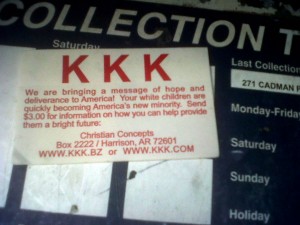 COLLECTION T
Saturday
KKK
We are bringing a message of hope and
deliverance to America! Your white children are
quickly becoming America's new minority. Send
$3.00 for information on how you can help provide
them a bright future:
Christian Concepts
Box 2222 / Harrison, AR 72601
WWW.KKK.BZ or WWW.KKK.COM
Last Collection
271 CADMAN
Monday-Frida
Saturday
Sunday
Holiday